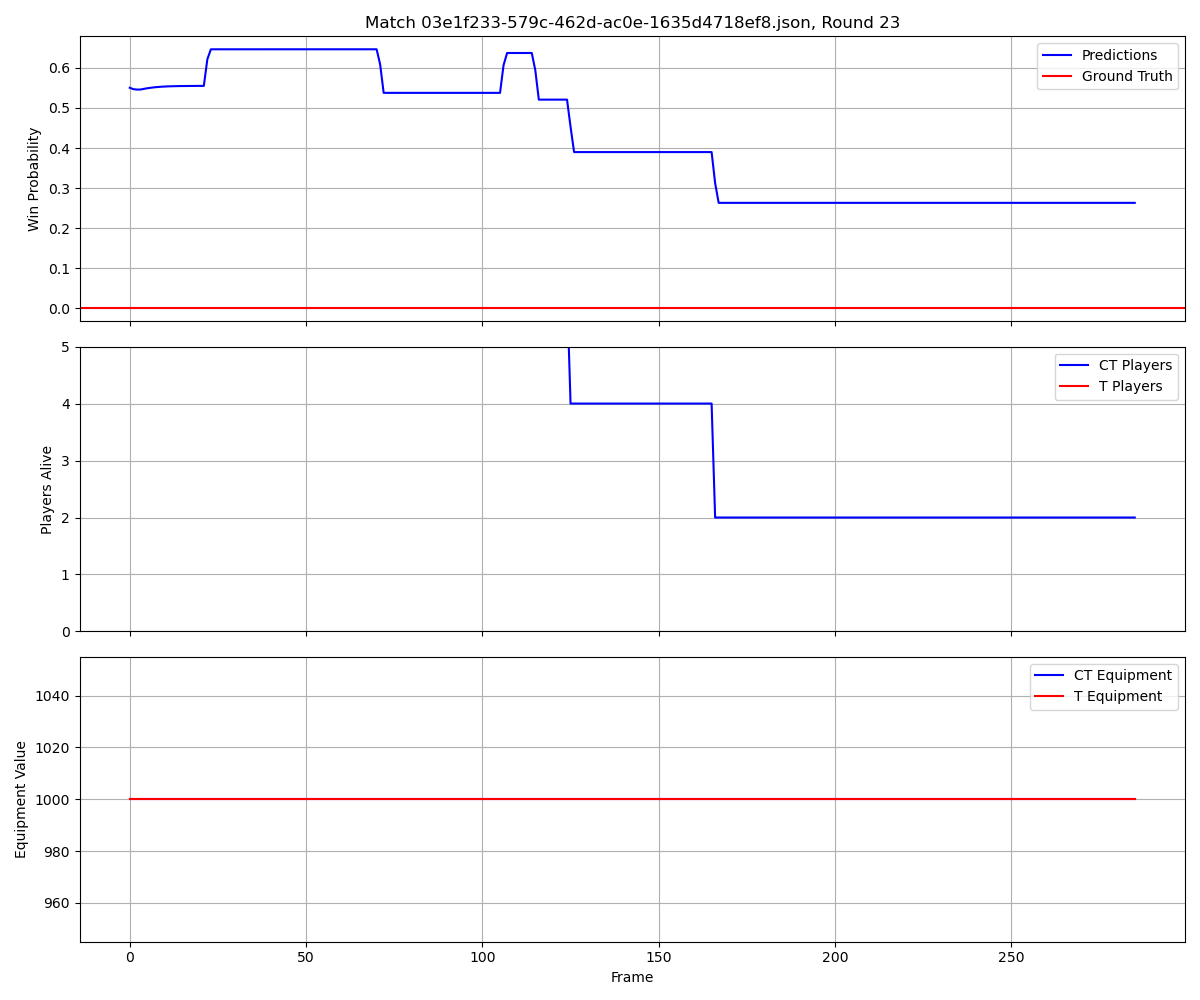 Match 03e1f233-579c-462d-ac0e-1635d4718ef8.json, Round 23
Win Probability
0.6
0.5
0.4
0.3
0.2
0.1
0.0
Predictions
Ground Truth
Players Alive
5
4
3
2
1
0
CT Players
T Players
Equipment Value
1040
1020
1000
980
960
CT Equipment
T Equipment
0 50 100 150 200 250
Frame